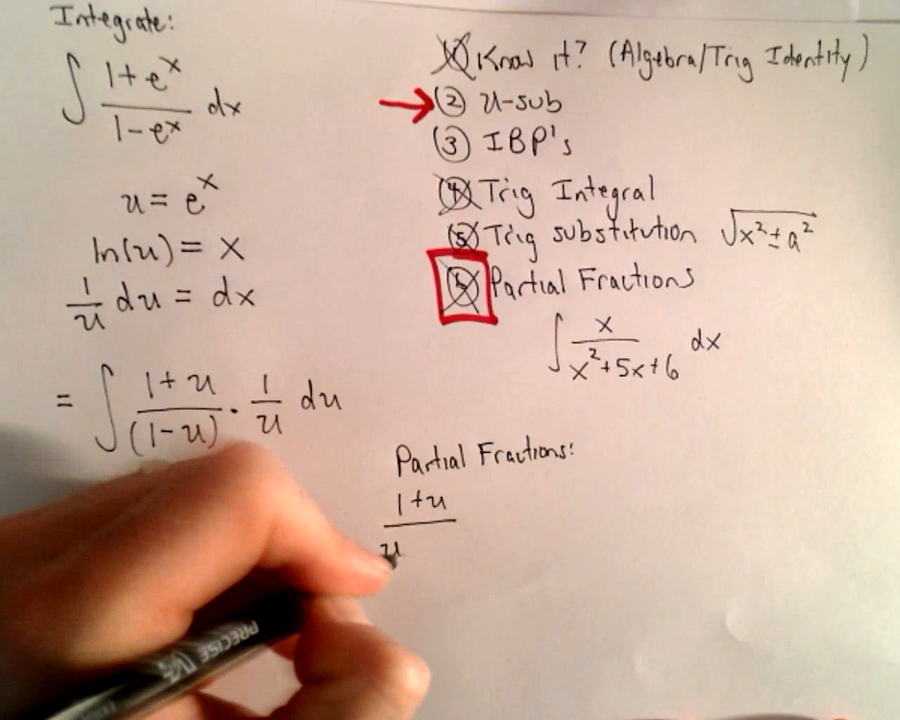 Integrate:
∫ (1 + e^x)/(1 - e^x) dx
u = e^x
ln(u) = x
1/u du = dx
= ∫ (1 + u)/(1 - u) · 1/u du
(1) Know it? (Algebra/Trig Identity)
→ (2) U-sub
(3) IBP's
(4) Trig Integral
(5) Trig substitution √(x² ± a²)
Partial Fractions
∫ x/(x² + 5x + 6) dx
Partial Fractions:
1 + u
u
PRECISE V5